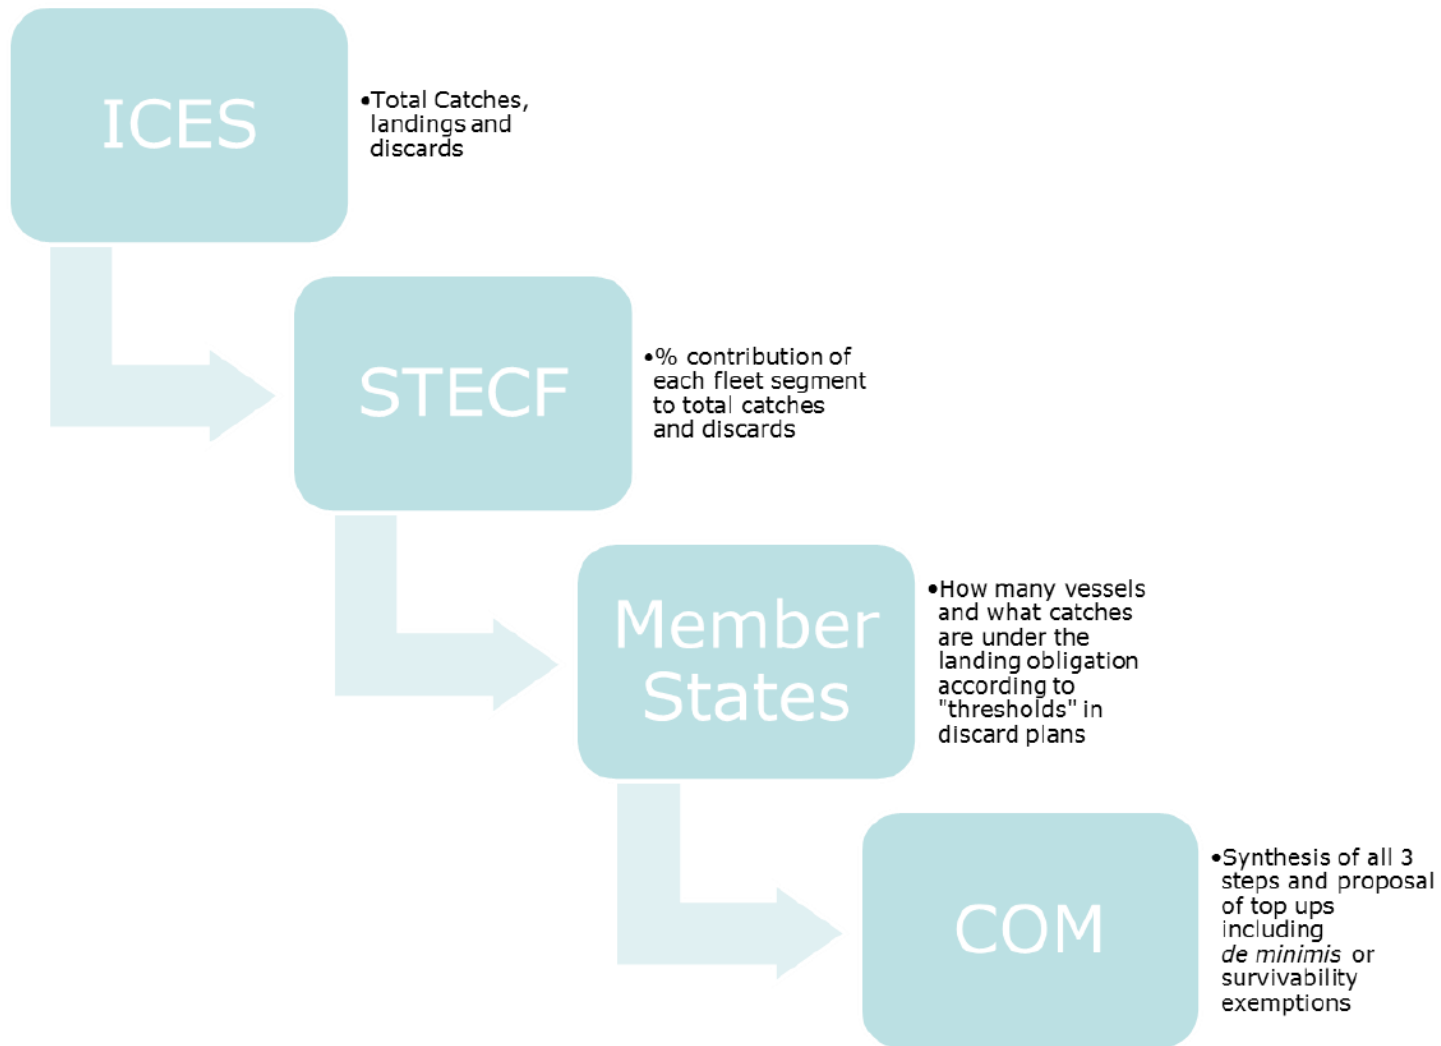 ICES
•Total Catches,
landings and
discards
STECF
•% contribution of
each fleet segment
to total catches
and discards
Member
States
•How many vessels
and what catches
are under the
landing obligation
according to
"thresholds" in
discard plans
COM
•Synthesis of all 3
steps and proposal
of top ups
including
de minimis or
survivability
exemptions